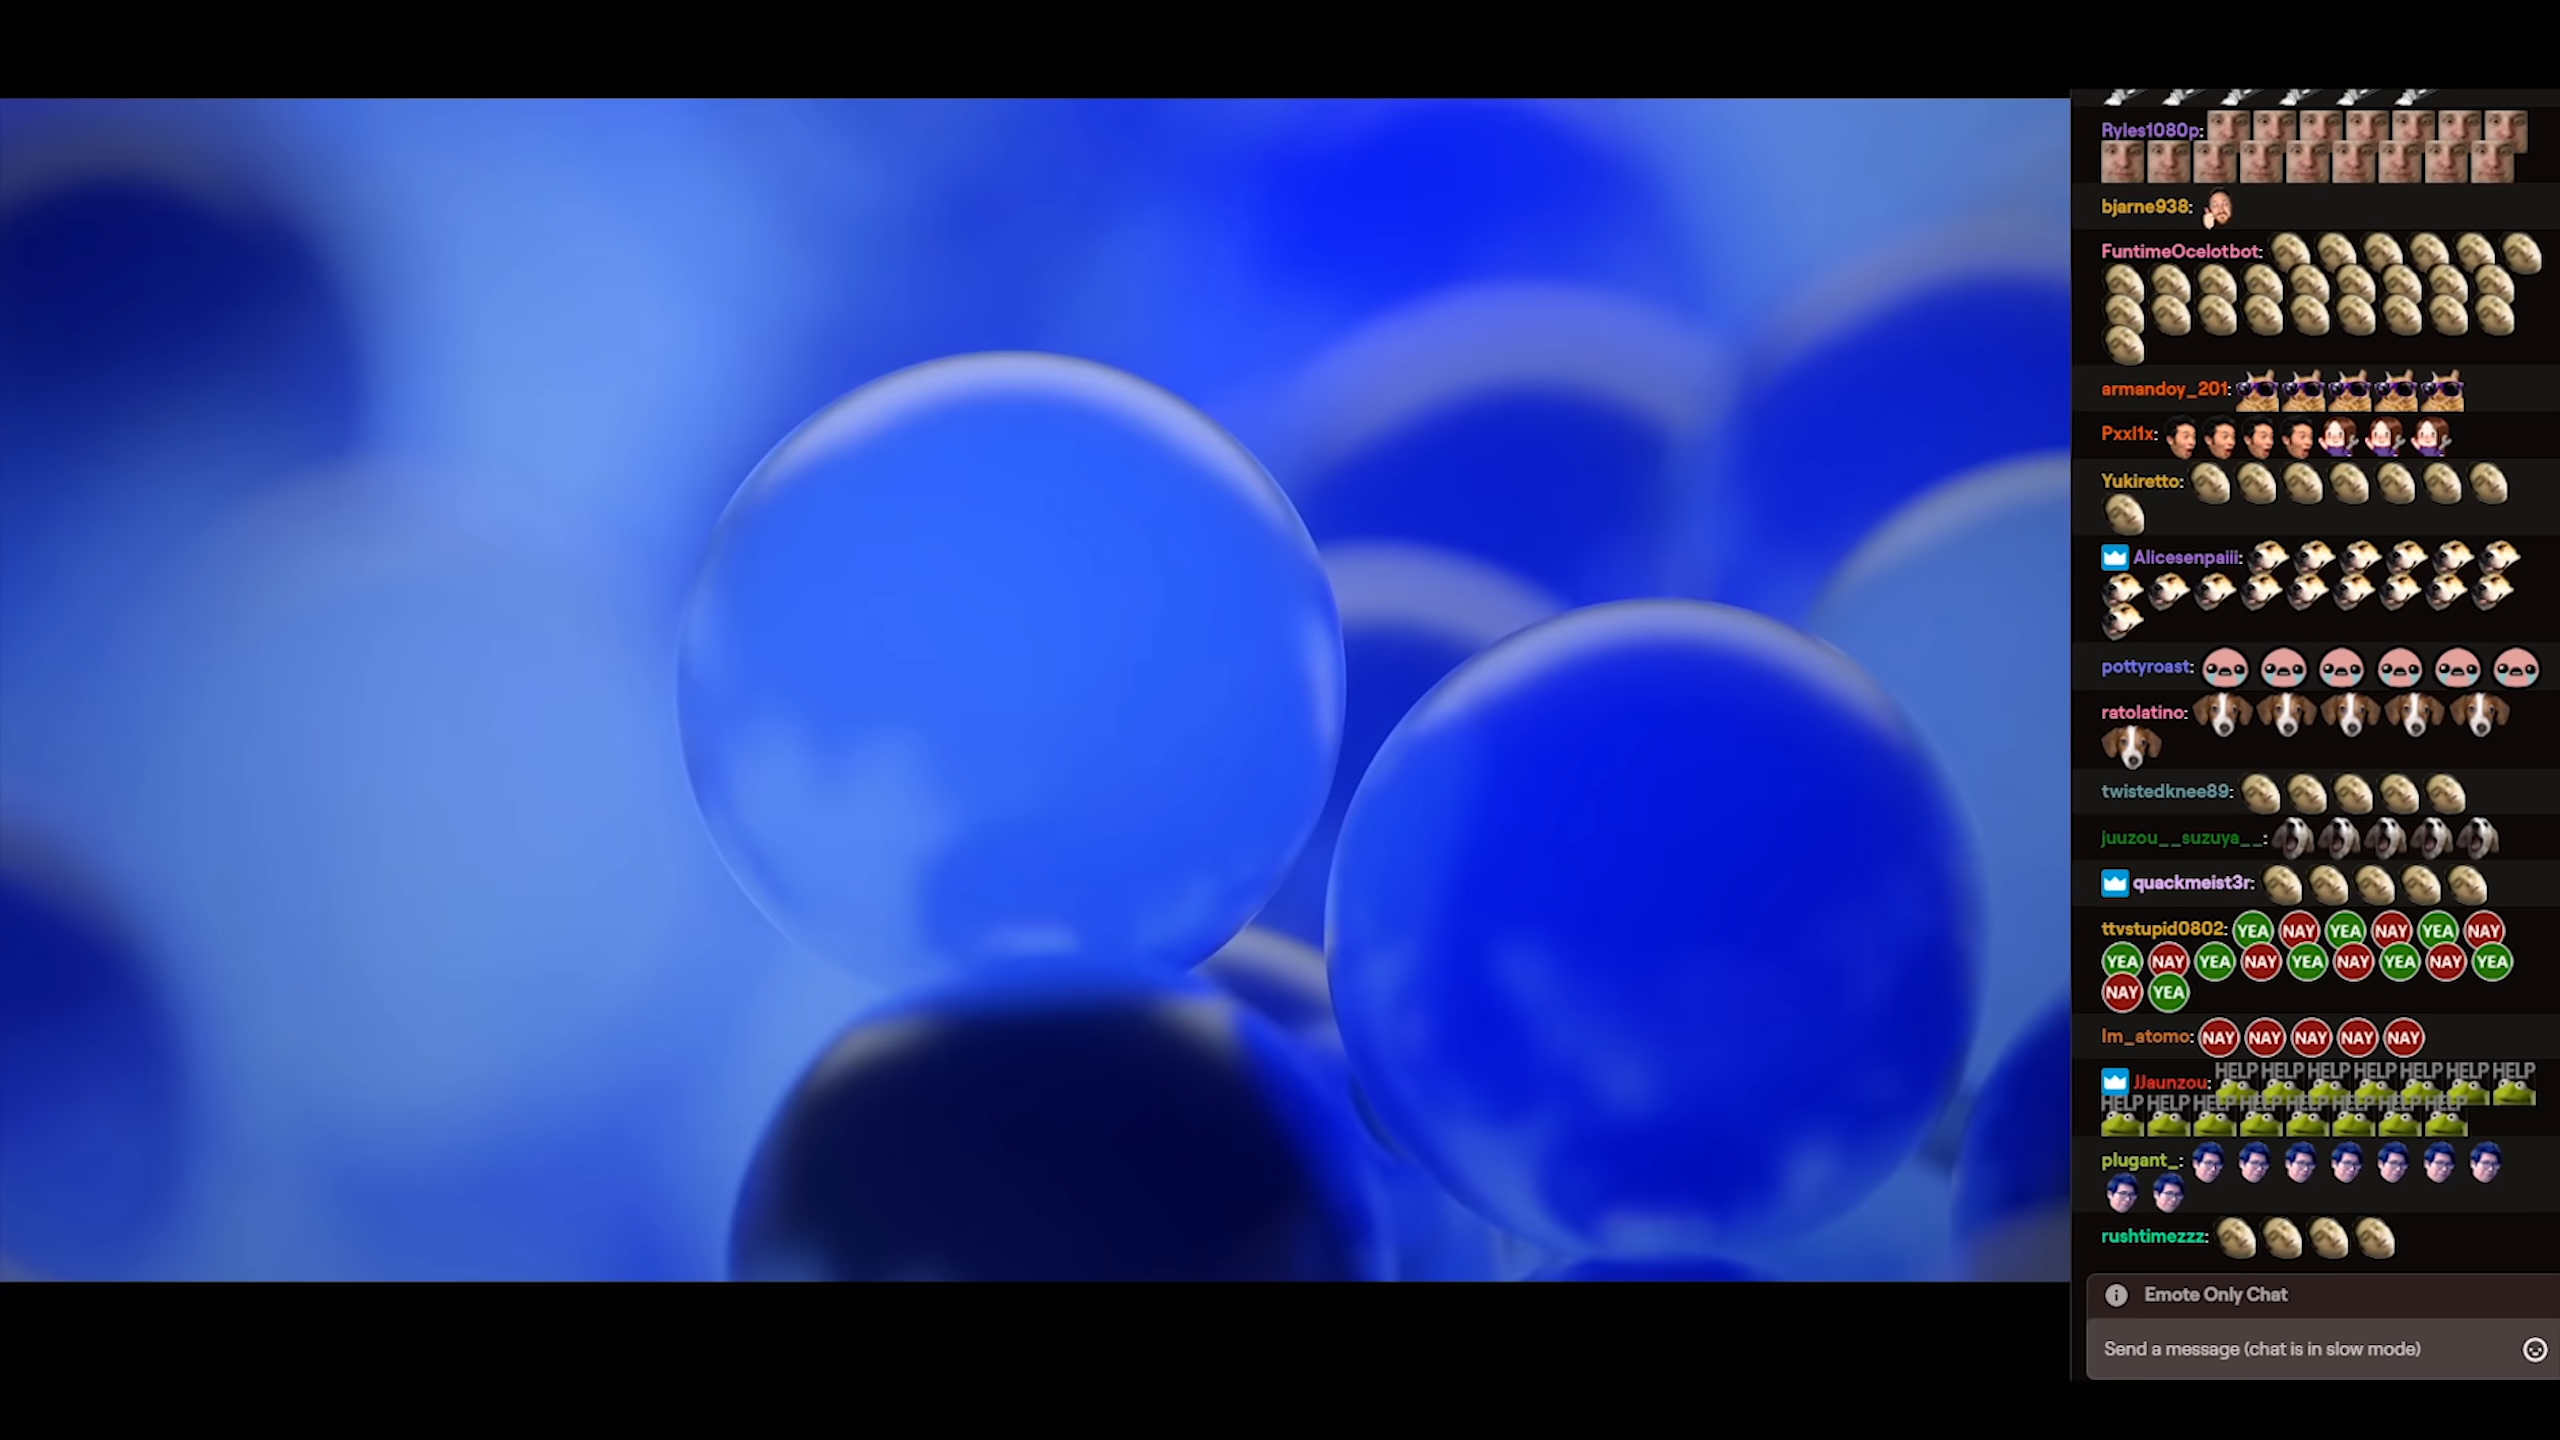 Ryles1080p:
bjarne938:
FuntimeOcelotbot:
armandoy_201:
Pxxl1x:
Yukiretto:
Alicesenpaiii:
pottyroast:
ratolatino:
twistedknee89:
juuzou__suzuya__:
quackmeist3r:
ttvstupid0802: YEA NAY YEA NAY YEA NAY
YEA NAY YEA NAY YEA NAY YEA NAY YEA
NAY YEA
Im_atomo: NAY NAY NAY NAY NAY
JJaunzou: HELP HELP HELP HELP HELP HELP HELP
HELP HELP HELP HELP HELP HELP HELP HELP
plugant_:
rushtimezzz:
Emote Only Chat
Send a message (chat is in slow mode)